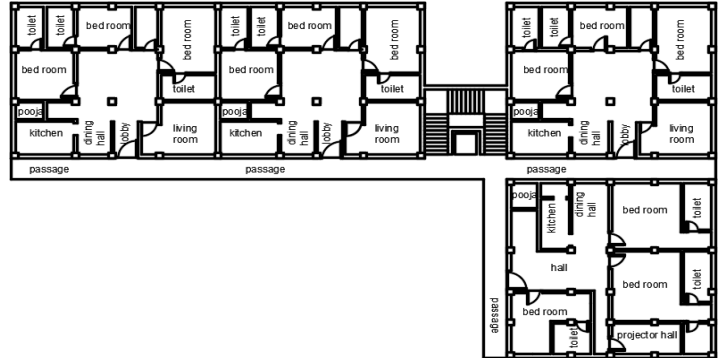 toilet
toilet
bed room
bed room
bed room
toilet
pooja
kitchen
dining
hall
lobby
living
room
toilet
toilet
bed room
bed room
bed room
toilet
pooja
kitchen
dining
hall
lobby
living
room
toilet
toilet
bed room
bed room
bed room
toilet
pooja
kitchen
dining
hall
lobby
living
room
passage
passage
passage
pooja
kitchen
dining
hall
bed room
toilet
hall
bed room
toilet
passage
bed room
toilet
projector hall